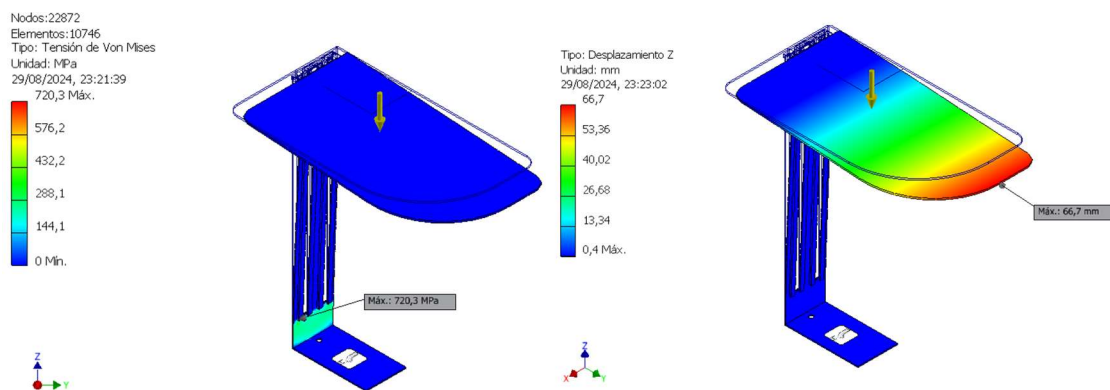 Nodos:22872
Elementos:10746
Tipo: Tensión de Von Mises
Unidad: MPa
29/08/2024, 23:21:39
720,3 Máx.
576,2
432,2
288,1
144,1
0 Mín.
Máx.: 720,3 MPa
Z
Y
Tipo: Desplazamiento Z
Unidad: mm
29/08/2024, 23:23:02
66,7
53,36
40,02
26,68
13,34
0,4 Máx.
Máx.: 66,7 mm
Z
X
Y